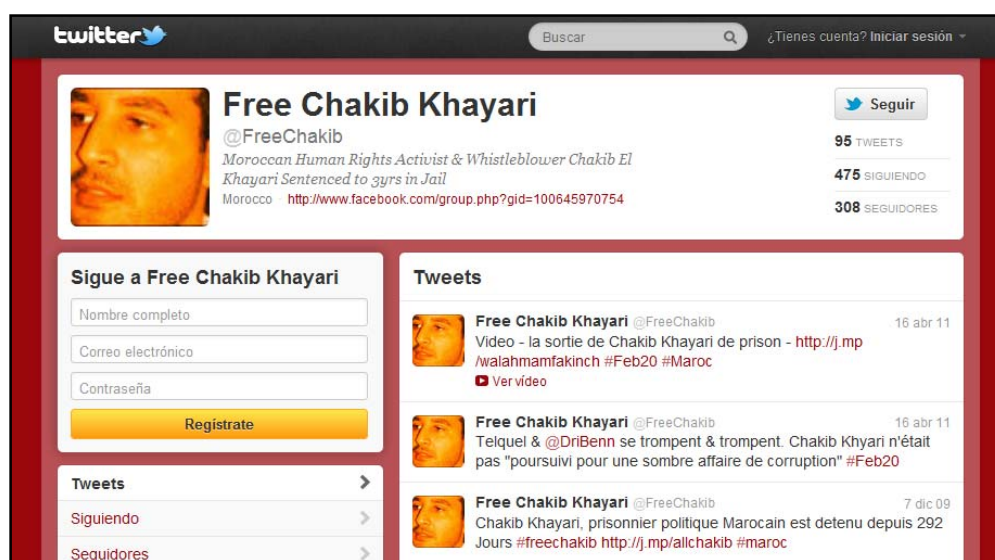 twitter
Buscar
¿Tienes cuenta? Iniciar sesión
Free Chakib Khayari
@FreeChakib
Moroccan Human Rights Activist & Whistleblower Chakib El
Khayari Sentenced to 3yrs in Jail
Morocco http://www.facebook.com/group.php?gid=100645970754
Seguir
95 TWEETS
475 SIGUIENDO
308 SEGUIDORES
Sigue a Free Chakib Khayari
Nombre completo
Correo electrónico
Contraseña
Regístrate
Tweets
Siguiendo
Seguidores
Tweets
Free Chakib Khayari @FreeChakib 16 abr 11
Video - la sortie de Chakib Khayari de prison - http://j.mp
/walahmamfakinch #Feb20 #Maroc
Ver vídeo
Free Chakib Khayari @FreeChakib 16 abr 11
Telquel & @DriBenn se trompent & trompent. Chakib Khyari n'était
pas "poursuivi pour une sombre affaire de corruption" #Feb20
Free Chakib Khayari @FreeChakib 7 dic 09
Chakib Khayari, prisonnier politique Marocain est detenu depuis 292
Jours #freechakib http://j.mp/allchakib #maroc